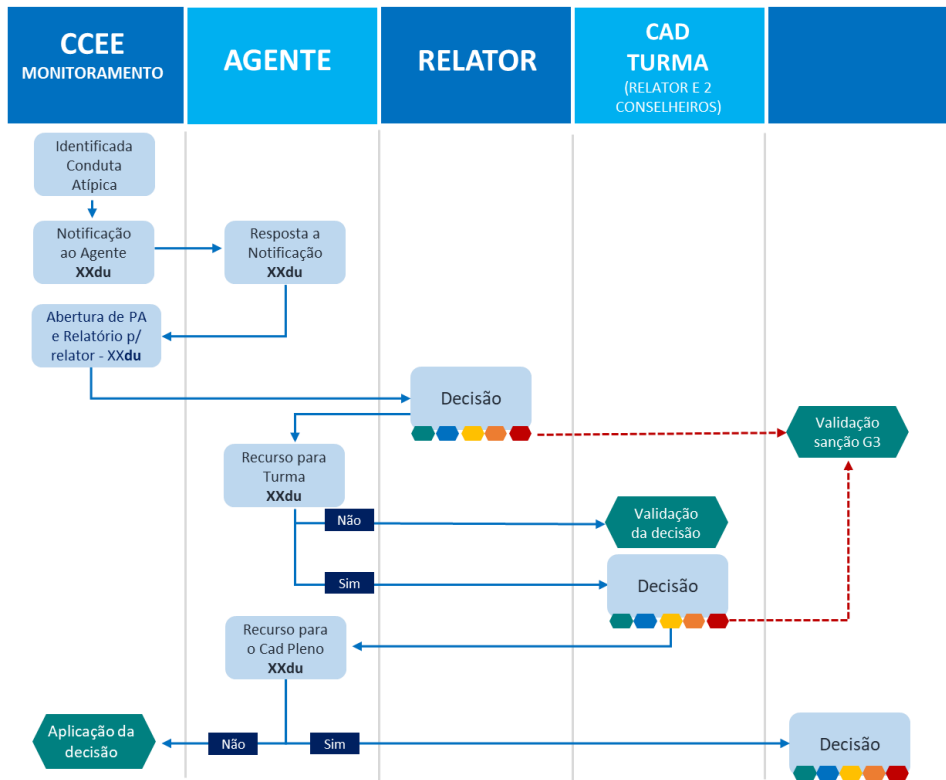 CCEE
MONITORAMENTO
AGENTE
RELATOR
CAD
TURMA
(RELATOR E 2
CONSELHEIROS)
Identificada
Conduta
Atípica
Notificação
ao Agente
XXdu
Resposta a
Notificação
XXdu
Abertura de PA
e Relatório p/
relator - XXdu
Decisão
Validação
sanção G3
Recurso para
Turma
XXdu
Não
Validação
da decisão
Sim
Decisão
Recurso para
o Cad Pleno
XXdu
Aplicação da
decisão
Não
Sim
Decisão